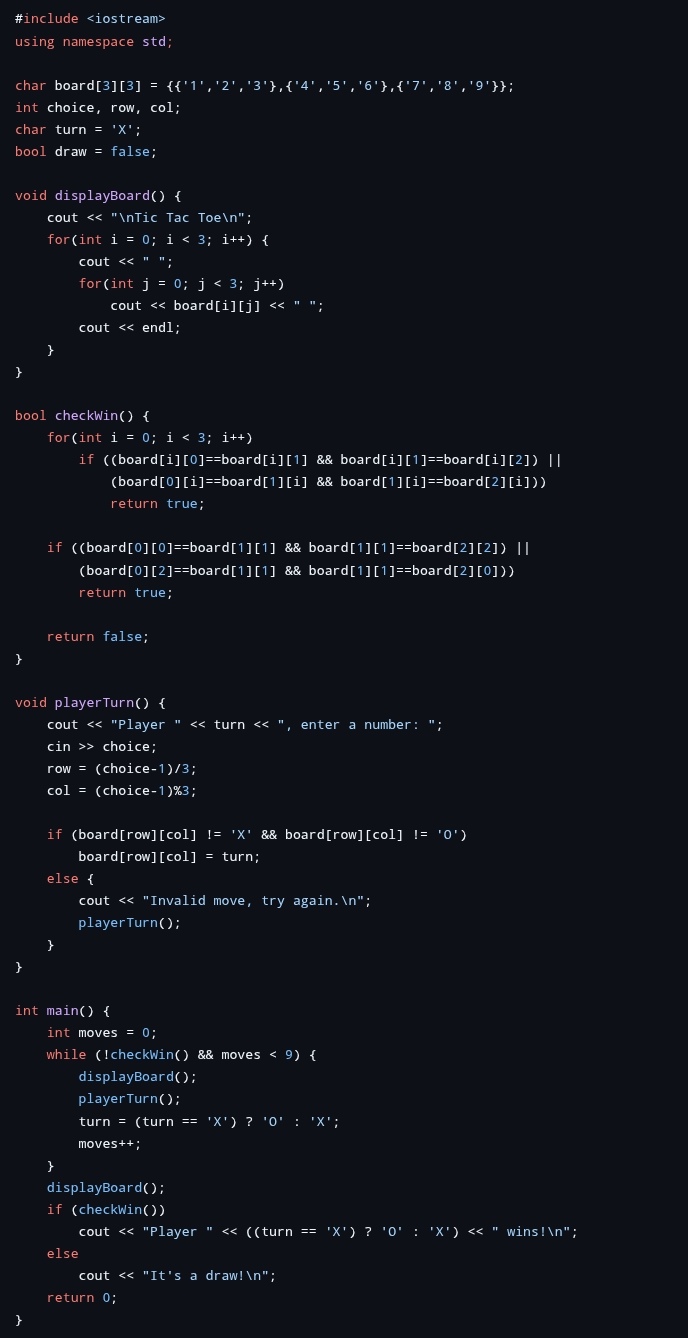 #include <iostream>
using namespace std;

char board[3][3] = {{'1','2','3'},{'4','5','6'},{'7','8','9'}};
int choice, row, col;
char turn = 'X';
bool draw = false;

void displayBoard() {
    cout << "\nTic Tac Toe\n";
    for(int i = 0; i < 3; i++) {
        cout << " ";
        for(int j = 0; j < 3; j++)
            cout << board[i][j] << " ";
        cout << endl;
    }
}

bool checkWin() {
    for(int i = 0; i < 3; i++)
        if ((board[i][0]==board[i][1] && board[i][1]==board[i][2]) ||
            (board[0][i]==board[1][i] && board[1][i]==board[2][i]))
            return true;

    if ((board[0][0]==board[1][1] && board[1][1]==board[2][2]) ||
        (board[0][2]==board[1][1] && board[1][1]==board[2][0]))
        return true;

    return false;
}

void playerTurn() {
    cout << "Player " << turn << ", enter a number: ";
    cin >> choice;
    row = (choice-1)/3;
    col = (choice-1)%3;

    if (board[row][col] != 'X' && board[row][col] != 'O')
        board[row][col] = turn;
    else {
        cout << "Invalid move, try again.\n";
        playerTurn();
    }
}

int main() {
    int moves = 0;
    while (!checkWin() && moves < 9) {
        displayBoard();
        playerTurn();
        turn = (turn == 'X') ? 'O' : 'X';
        moves++;
    }
    displayBoard();
    if (checkWin())
        cout << "Player " << ((turn == 'X') ? 'O' : 'X') << " wins!\n";
    else
        cout << "It's a draw!\n";
    return 0;
}